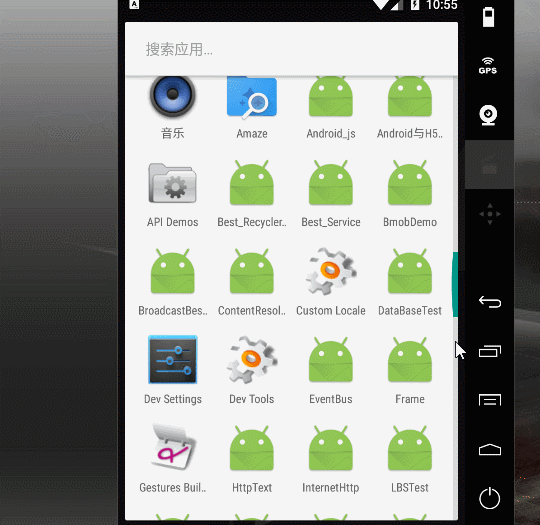 A
10:55
搜索应用...
音乐
Amaze
Android_js
Android与H5..
API Demos
Best_Recycler..
Best_Service
BmobDemo
BroadcastBes..
ContentResol..
Custom Locale
DataBaseTest
Dev Settings
Dev Tools
EventBus
Frame
Gestures Buil..
HttpText
InternetHttp
LBSTest
GPS